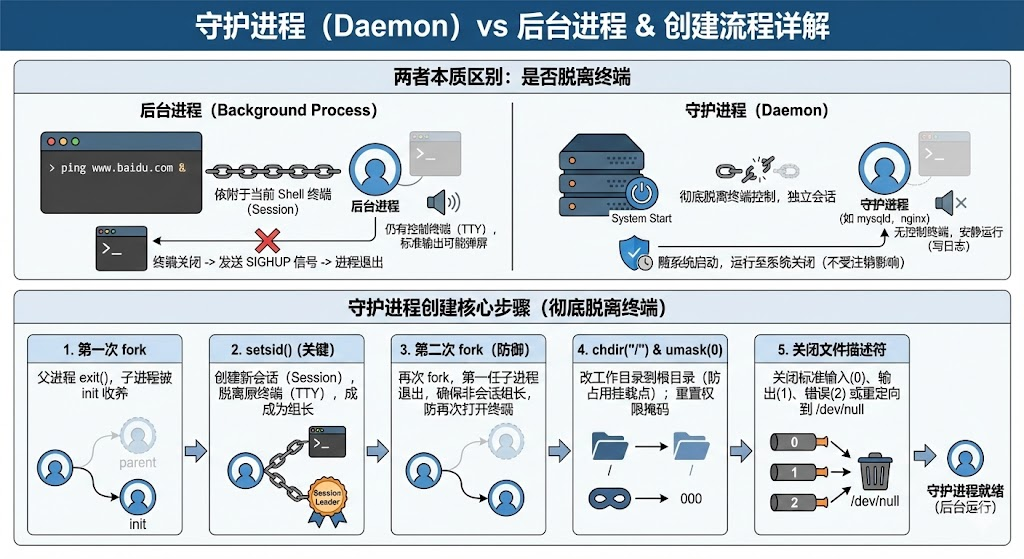 守护进程（Daemon）vs 后台进程 & 创建流程详解
两者本质区别：是否脱离终端
后台进程（Background Process）
> ping www.baidu.com &
依附于当前 Shell 终端
(Session)
后台进程
>_
仍有控制终端（TTY），
标准输出可能弹屏
>_
终端关闭 -> 发送 SIGHUP 信号 -> 进程退出
守护进程（Daemon）
System Start
彻底脱离终端控制，独立会话
>_
守护进程
(如 mysqld, nginx)
无控制终端，安静运行
（写日志）
随系统启动，运行至系统关闭（不受注销影响）
守护进程创建核心步骤（彻底脱离终端）
1. 第一次 fork
父进程 exit()，子进程被
init 收养
parent
init
2. setsid() (关键)
创建新会话（Session），
脱离原终端（TTY），成
成为组长
>_
Session
Leader
3. 第二次 fork（防御）
再次 fork，第一任子进程
退出，确保非会话组长，
防再次打开终端
4. chdir("/") & umask(0)
改工作目录到根目录（防
占用挂载点）；重置权
限掩码
/
/
000
5. 关闭文件描述符
关闭标准输入(0)、输
出(1)、错误(2) 或重定向
到 /dev/null
0
1
2
/dev/null
守护进程就绪
（后台运行）